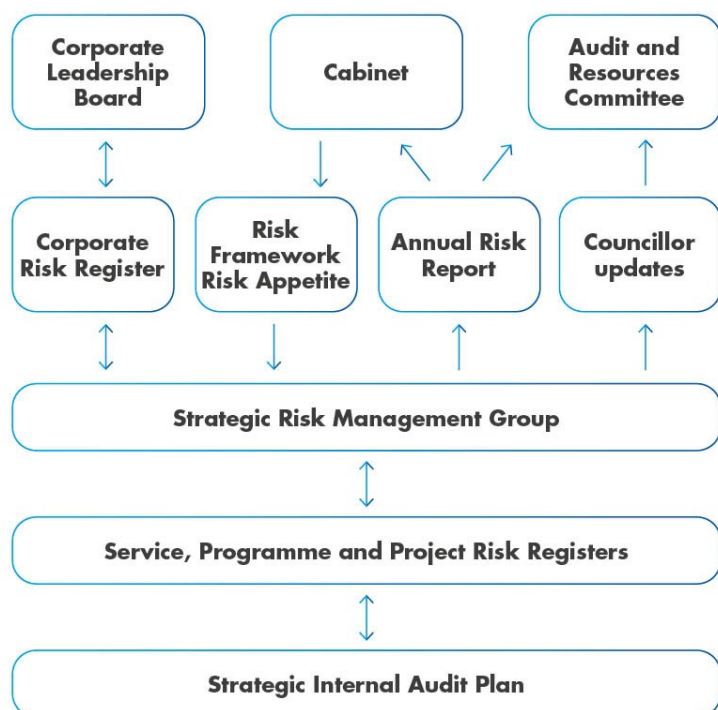 Corporate
Leadership
Board
Cabinet
Audit and
Resources
Committee
Corporate
Risk Register
Risk
Framework
Risk Appetite
Annual Risk
Report
Councillor
updates
Strategic Risk Management Group
Service, Programme and Project Risk Registers
Strategic Internal Audit Plan